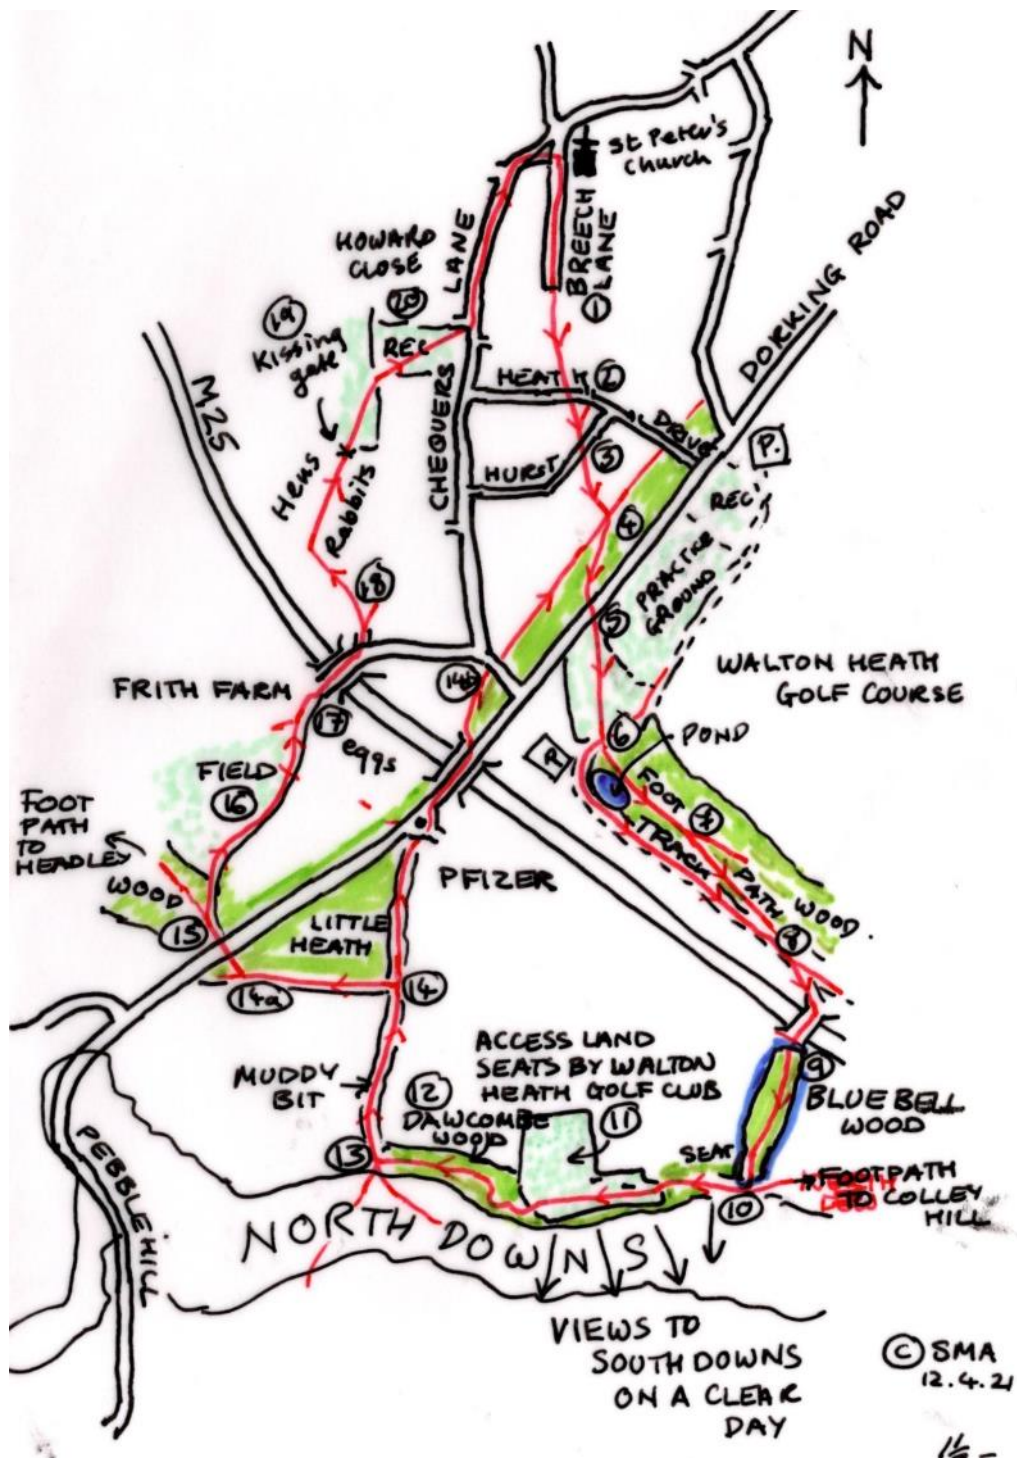 N
St Peter's
Church
BREECH
LANE
1
DORKING ROAD
HOWARD
CLOSE
LANE
20
19
Kissing
gate
REC
HEATH
2
DRIVE
P.
M25
CHEQUERS
HURST
3
REC
Hens
Rabbits
4
PRACTICE
GROUND
18
5
WALTON HEATH
GOLF COURSE
FRITH FARM
14b
17
eggs
6
POND
P
FIELD
16
FOOT
PATH
TO
HEADLEY
FOOT
PATH
TRACK
WOOD
PFIZER
WOOD
LITTLE
HEATH
15
8
14a
14
ACCESS LAND
SEATS BY WALTON
HEATH GOLF CLUB
MUDDY
BIT
12
DAWCOMBE
WOOD
11
9
BLUEBELL
WOOD
SEAT
13
10
FOOTPATH
TO COLLEY
HILL
PEBBLEHILL
NORTH DOWNS
VIEWS TO
SOUTH DOWNS
ON A CLEAR
DAY
© SMA
12.4.21